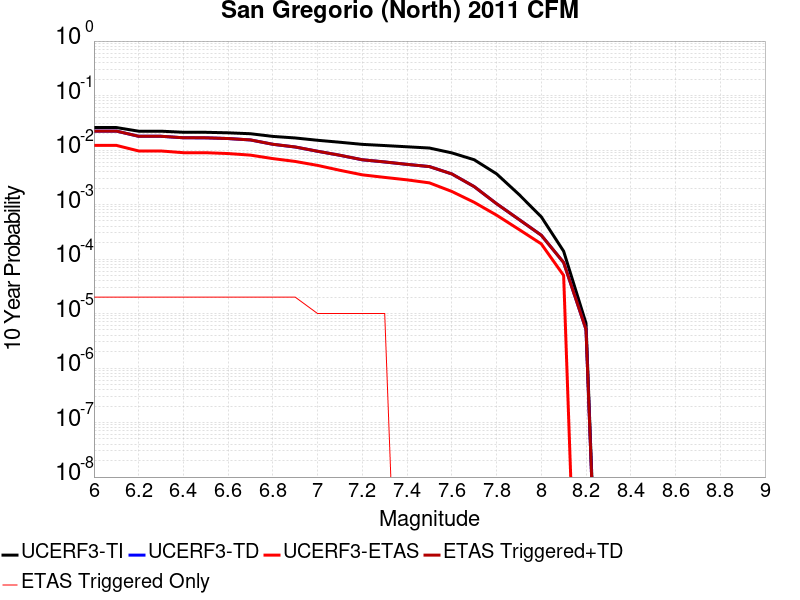 San Gregorio (North) 2011 CFM
10 Year Probability
10^0
10^-1
10^-2
10^-3
10^-4
10^-5
10^-6
10^-7
10^-8
6 6.2 6.4 6.6 6.8 7 7.2 7.4 7.6 7.8 8 8.2 8.4 8.6 8.8 9
Magnitude
UCERF3-TI UCERF3-TD UCERF3-ETAS ETAS Triggered+TD
ETAS Triggered Only